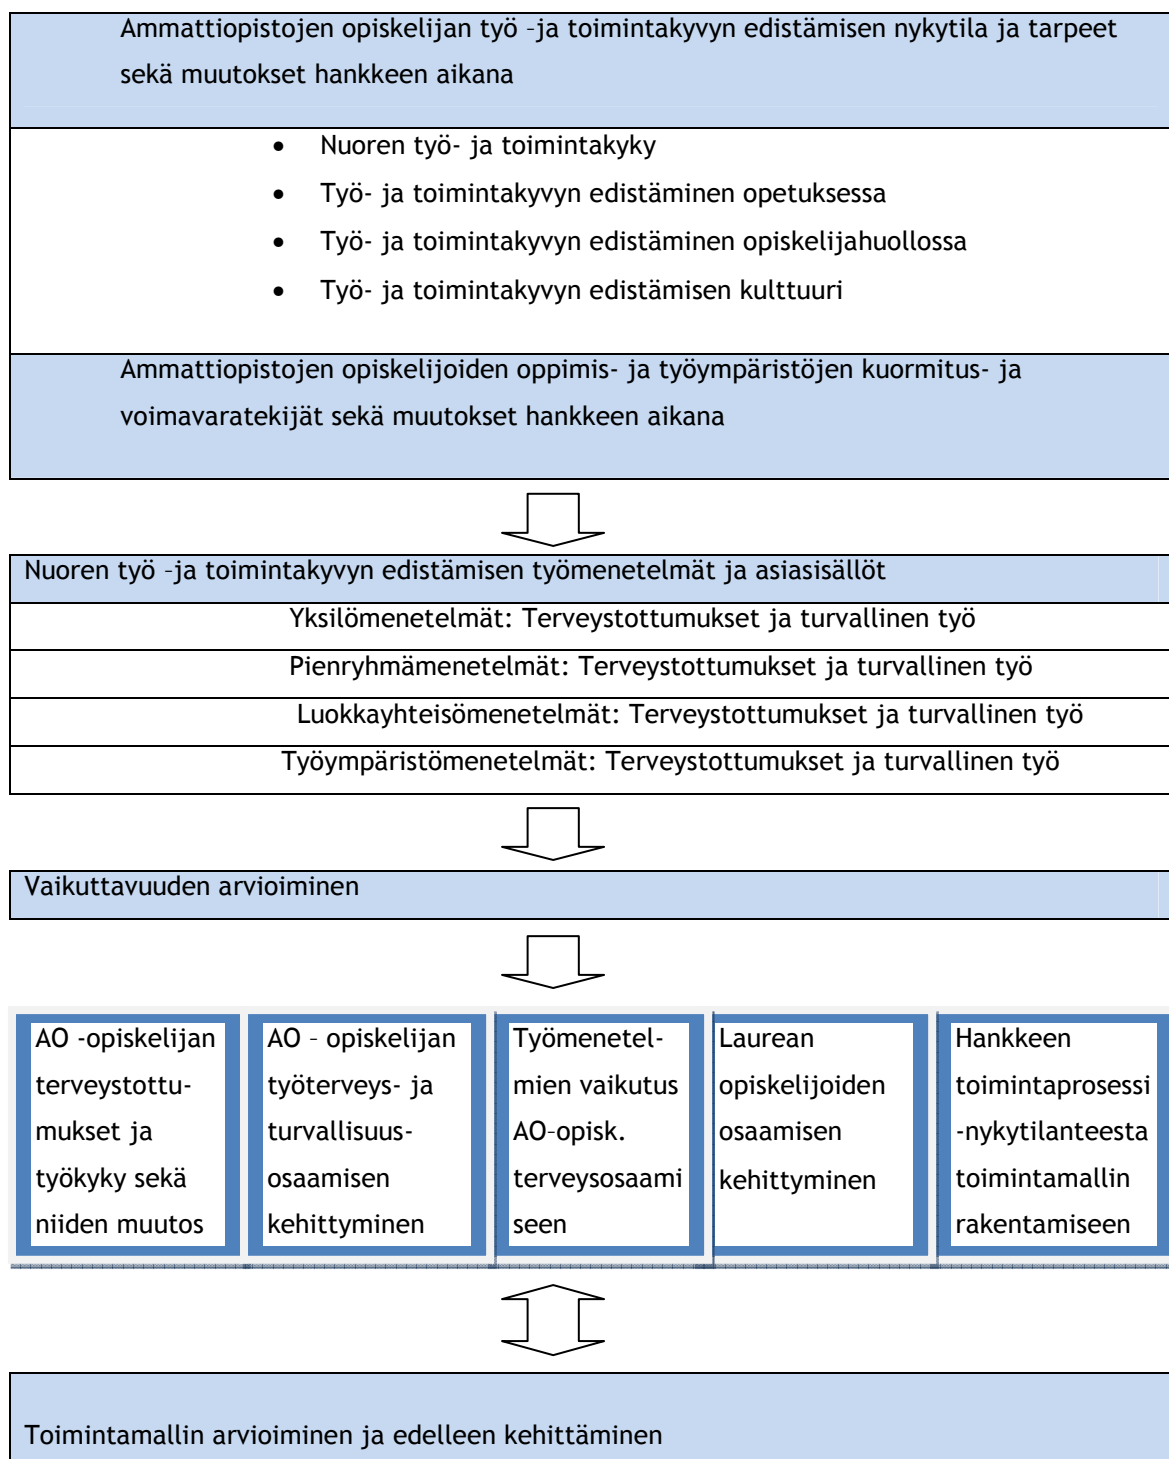 Ammattiopistojen opiskelijan työ –ja toimintakyvyn edistämisen nykytila ja tarpeet
sekä muutokset hankkeen aikana
• Nuoren työ- ja toimintakyky
• Työ- ja toimintakyvyn edistäminen opetuksessa
• Työ- ja toimintakyvyn edistäminen opiskelijahuollossa
• Työ- ja toimintakyvyn edistämisen kulttuuri
Ammattiopistojen opiskelijoiden oppimis- ja työympäristöjen kuormitus- ja
voimavaratekijät sekä muutokset hankkeen aikana
Nuoren työ –ja toimintakyvyn edistämisen työmenetelmät ja asiasisällöt
Yksilömenetelmät: Terveystottumukset ja turvallinen työ
Pienryhmämenetelmät: Terveystottumukset ja turvallinen työ
Luokkayhteisömenetelmät: Terveystottumukset ja turvallinen työ
Työympäristömenetelmät: Terveystottumukset ja turvallinen työ
Vaikuttavuuden arvioiminen
AO -opiskelijan
terveystottu-
mukset ja
työkyky sekä
niiden muutos
AO – opiskelijan
työterveys- ja
turvallisuus-
osaamisen
kehittyminen
Työmenetel-
mien vaikutus
AO–opisk.
terveysosaami
seen
Laurean
opiskelijoiden
osaamisen
kehittyminen
Hankkeen
toimintaprosessi
-nykytilanteesta
toimintamallin
rakentamiseen
Toimintamallin arvioiminen ja edelleen kehittäminen